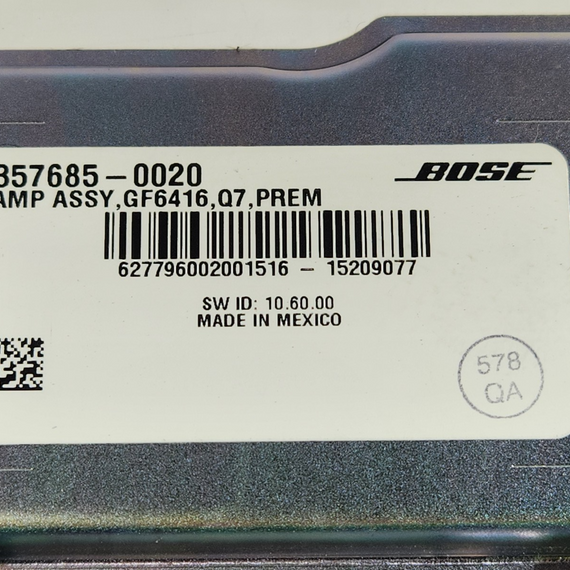 357685-0020
BOSE
AMP ASSY,GF6416,Q7,PREM
627796002001516 - 15209077
SW ID: 10.60.00
MADE IN MEXICO
578
QA